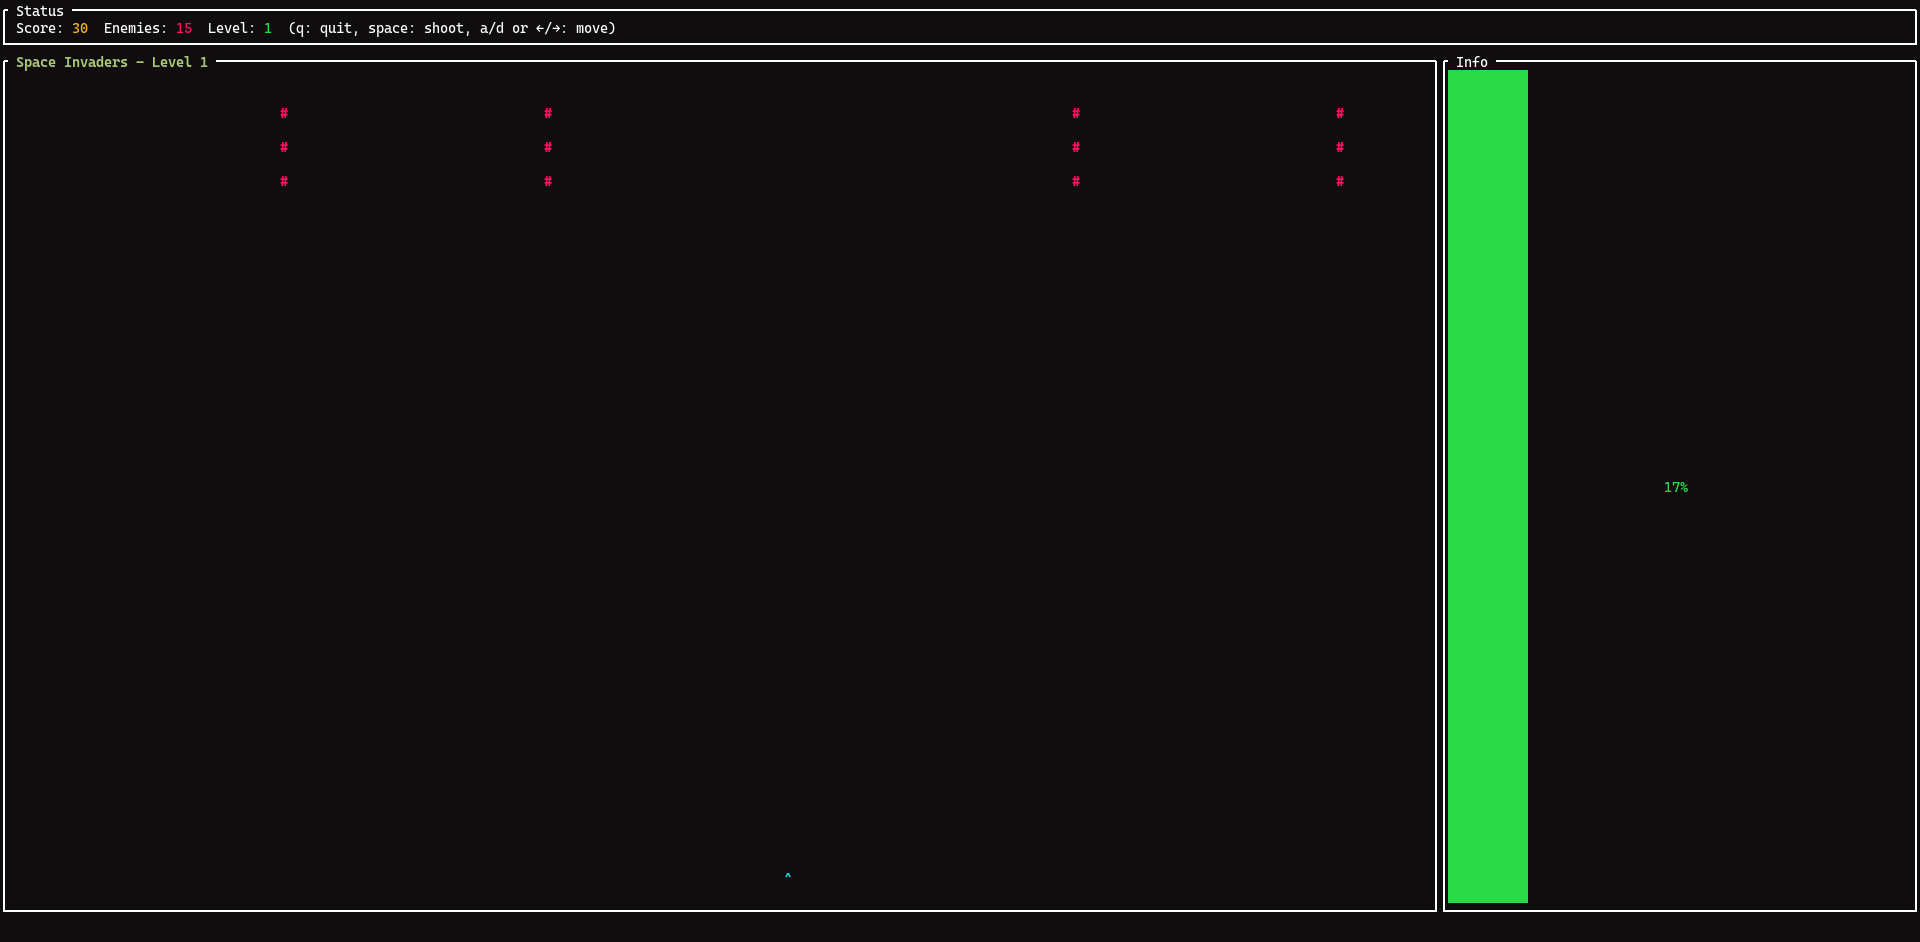 Status
Score: 30  Enemies: 15  Level: 1  (q: quit, space: shoot, a/d or ←/→: move)
Space Invaders — Level 1
Info
# # # #
# # # #
# # # #
17%
^